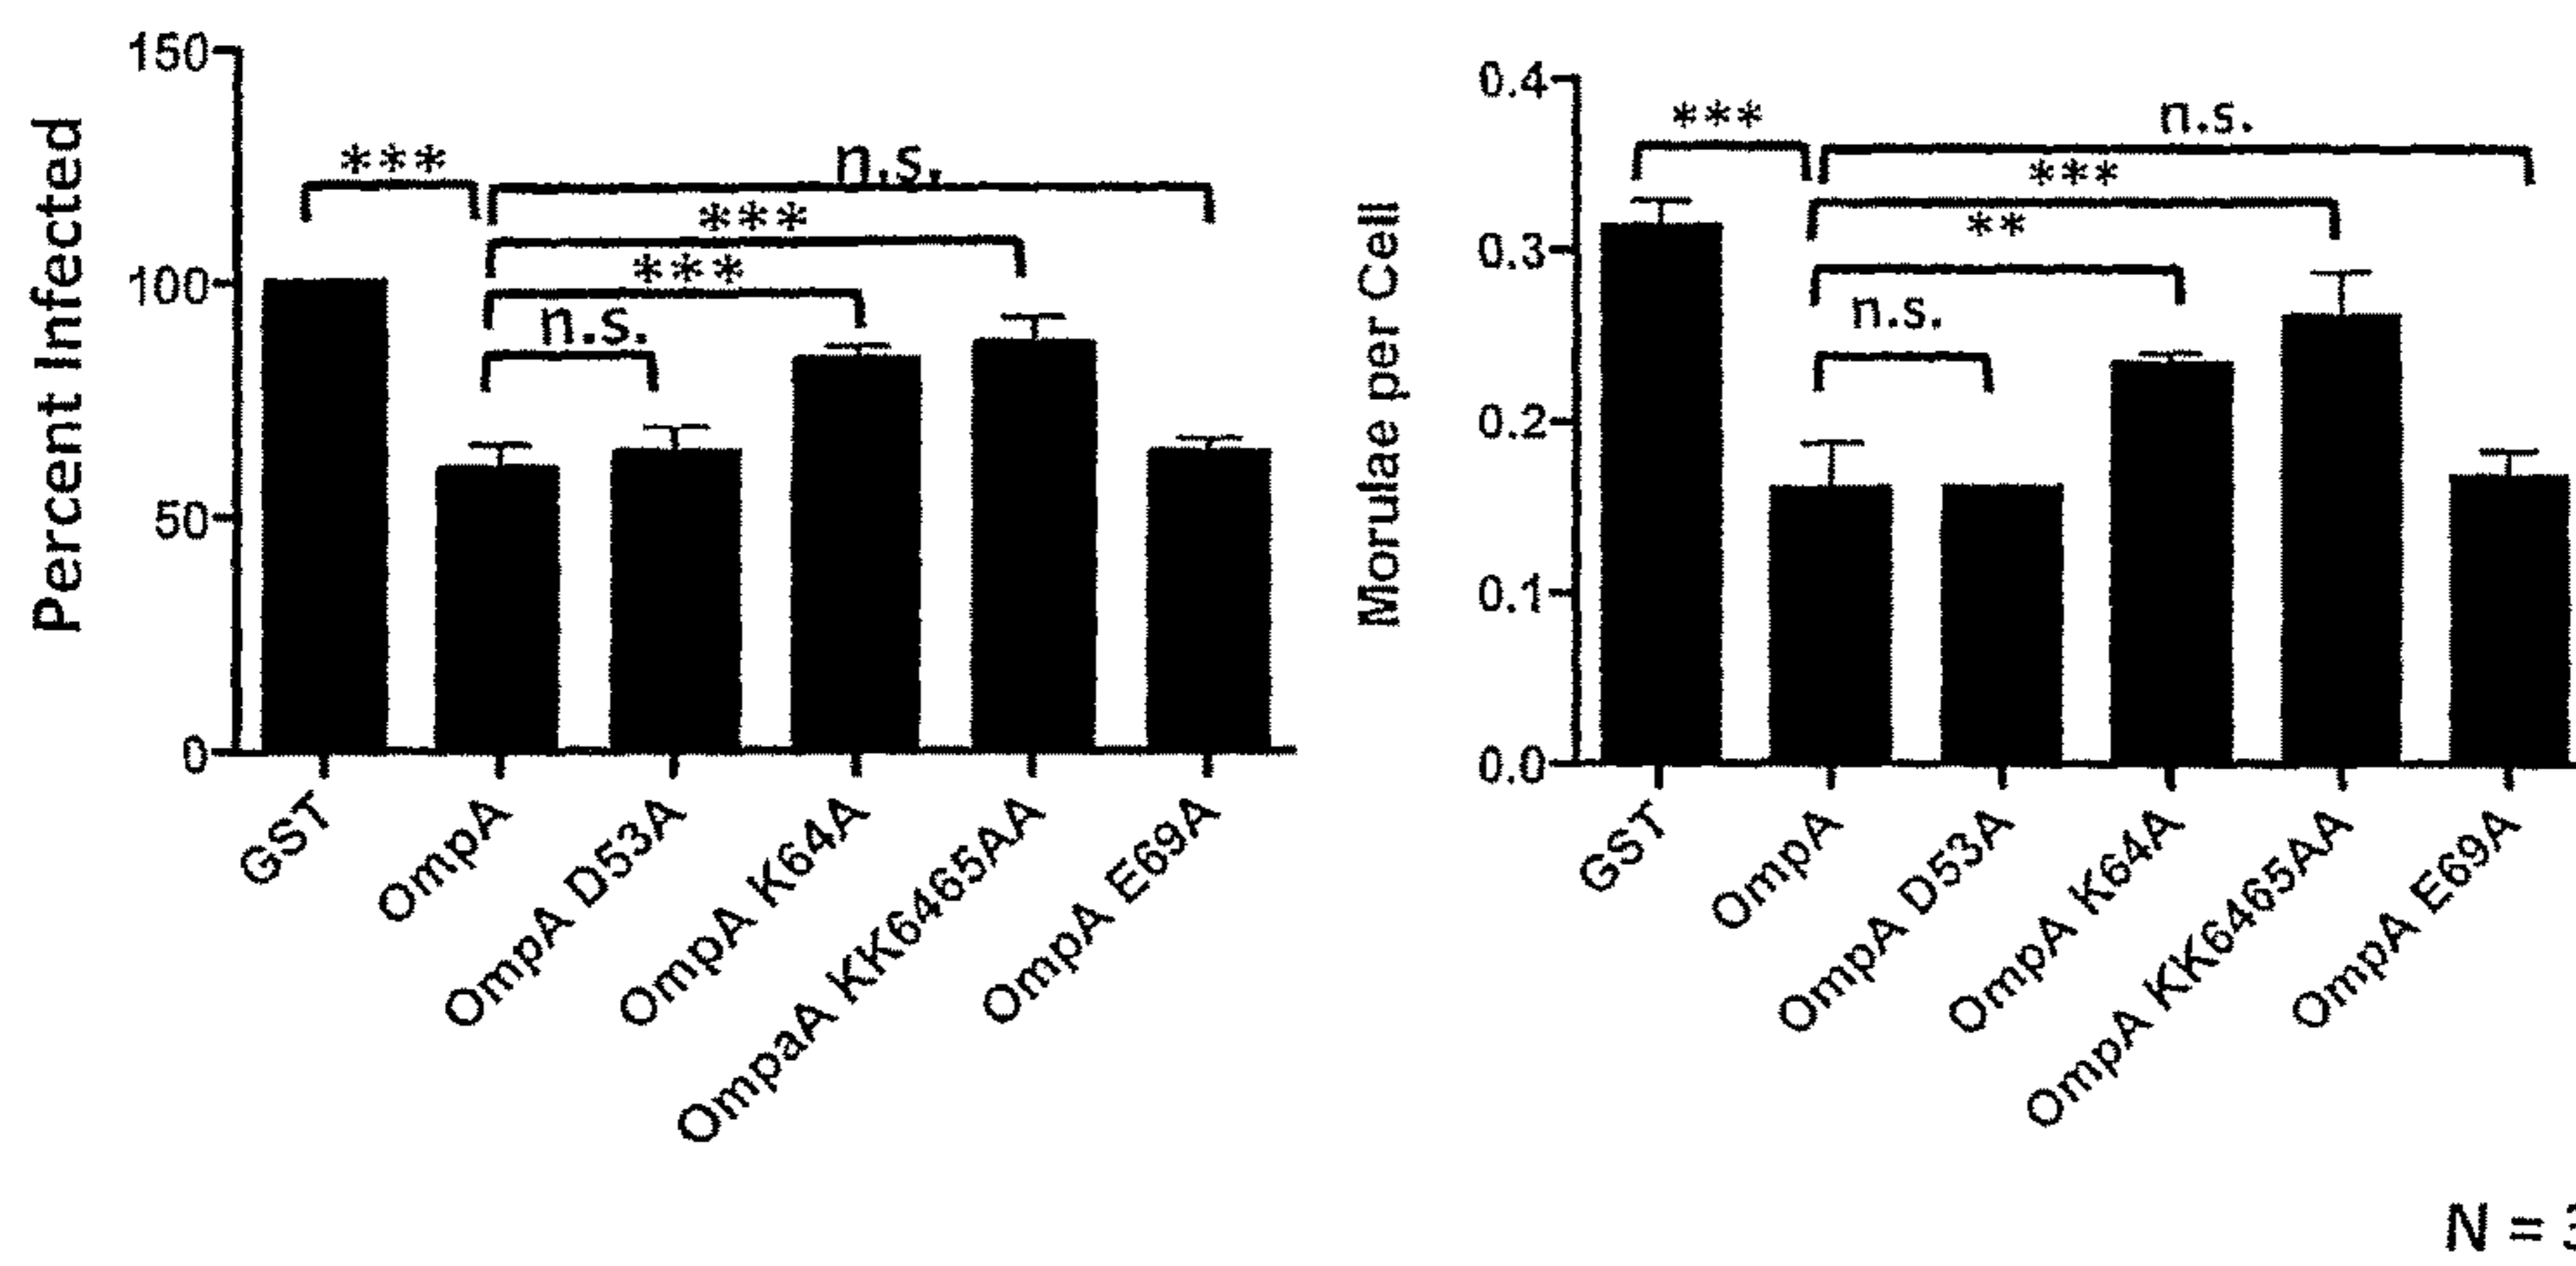 Percent Infected
150
100
50
0
***
n.s.
***
***
n.s.
GST
OmpA
OmpA D53A
OmpA K64A
OmpaA KK6465AA
OmpA E69A
Morulae per Cell
0.4
0.3
0.2
0.1
0.0
***
n.s.
***
**
n.s.
GST
OmpA
OmpA D53A
OmpA K64A
OmpA KK6465AA
OmpA E69A
N = 3